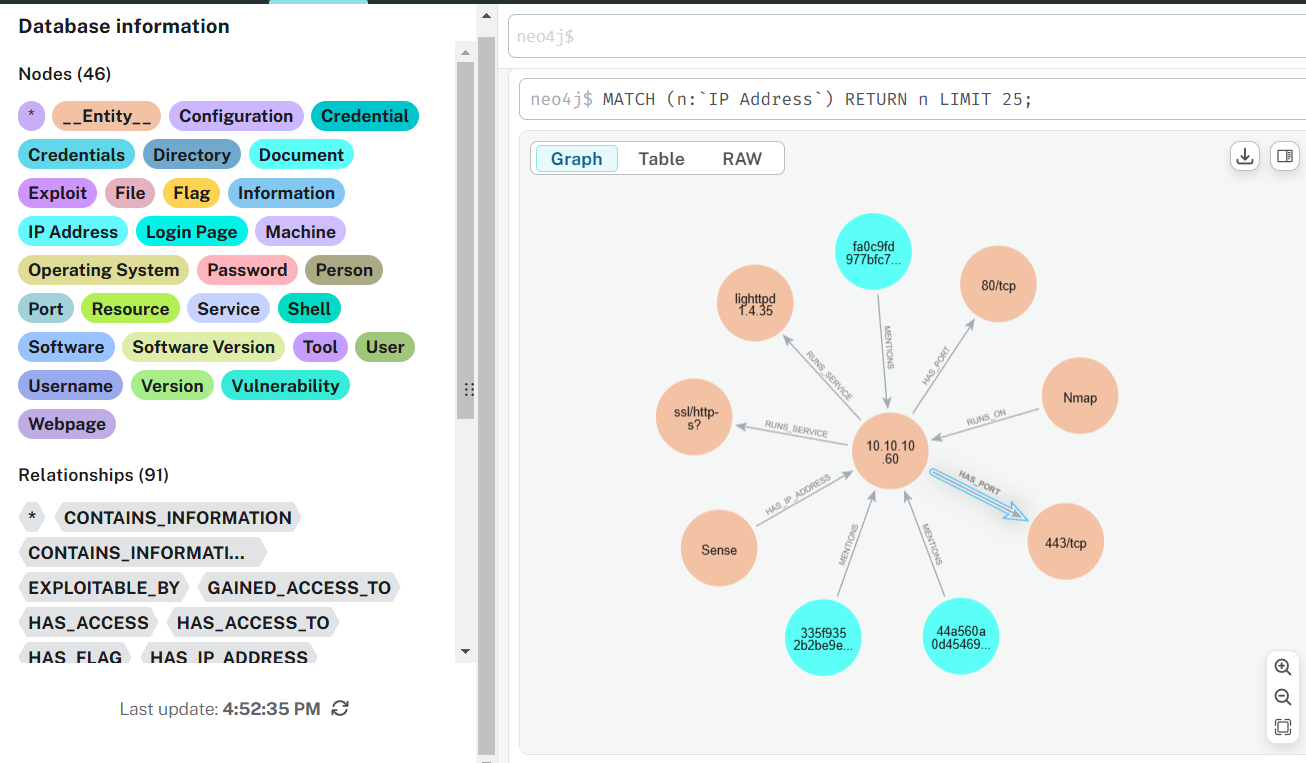 Database information
Nodes (46)
* __Entity__ Configuration Credential
Credentials Directory Document
Exploit File Flag Information
IP Address Login Page Machine
Operating System Password Person
Port Resource Service Shell
Software Software Version Tool User
Username Version Vulnerability
Webpage
Relationships (91)
* CONTAINS_INFORMATION
CONTAINS_INFORMATI...
EXPLOITABLE_BY GAINED_ACCESS_TO
HAS_ACCESS HAS_ACCESS_TO
HAS_FLAG HAS_IP_ADDRESS
Last update: 4:52:35 PM
neo4j$
neo4j$ MATCH (n:`IP Address`) RETURN n LIMIT 25;
Graph Table RAW
fa0c9fd
977bfc7...
lighttpd
1.4.35
80/tcp
MENTIONS
RUNS_SERVICE
HAS_PORT
Nmap
ssl/http-
s?
RUNS_SERVICE
RUNS_ON
10.10.10
.60
HAS_IP_ADDRESS
HAS_PORT
Sense
443/tcp
MENTIONS
MENTIONS
335f935
2b2be9e...
44a560a
0d45469...